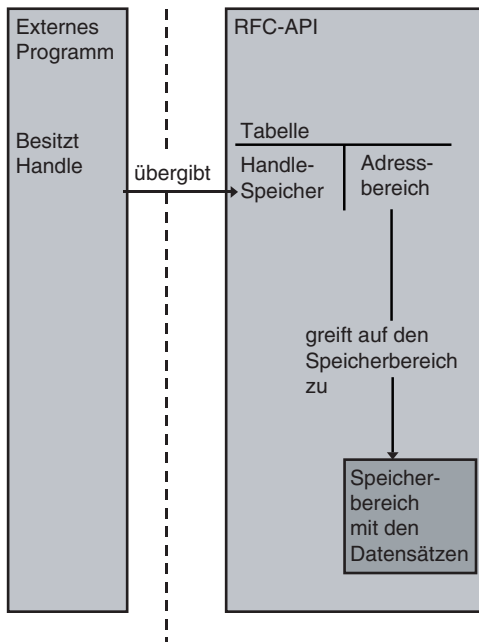 Externes
Programm
Besitzt
Handle
übergibt
RFC-API
Tabelle
Handle-
Speicher
Adress-
bereich
greift auf den
Speicherbereich
zu
Speicher-
bereich
mit den
Datensätzen